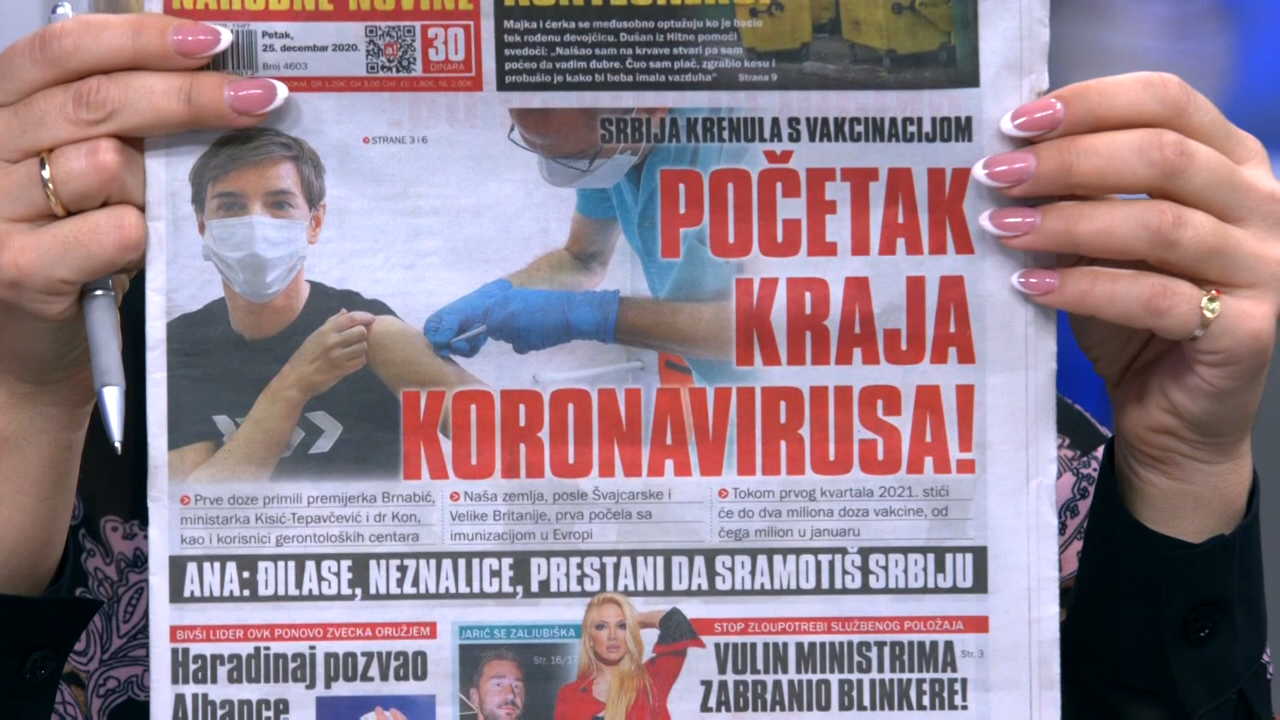 NARODNE NOVINE
Petak,
25. decembar 2020.
Broj 4603
30
DINARA
Majka i ćerka se međusobno optužuju ko je bacio
tek rođenu devojčicu. Dušan iz Hitne pomoći
svedoči: „Naišao sam na krvave stvari pa sam
počeo da vadim đubre. Čuo sam plač, zgrabio kesu i
probušio je kako bi beba imala vazduha“ Strana 9
STRANE 3 i 6
SRBIJA KRENULA S VAKCINACIJOM
POČETAK
KRAJA
KORONAVIRUSA!
Prve doze primili premijerka Brnabić,
ministarka Kisić-Tepavčević i dr Kon,
kao i korisnici gerontoloških centara
Naša zemlja, posle Švajcarske i
Velike Britanije, prva počela sa
imunizacijom u Evropi
Tokom prvog kvartala 2021. stići
će do dva miliona doza vakcine, od
čega milion u januaru
ANA: ĐILASE, NEZNALICE, PRESTANI DA SRAMOTIŠ SRBIJU
BIVŠI LIDER OVK PONOVO ZVECKA ORUŽJEM
Haradinaj pozvao
Albance
JARIĆ SE ZALJUBIŠKA
Str. 16/1
STOP ZLOUPOTREBI SLUŽBENOG POLOŽAJA
VULIN MINISTRIMA
ZABRANIO BLINKERE!
Str. 3